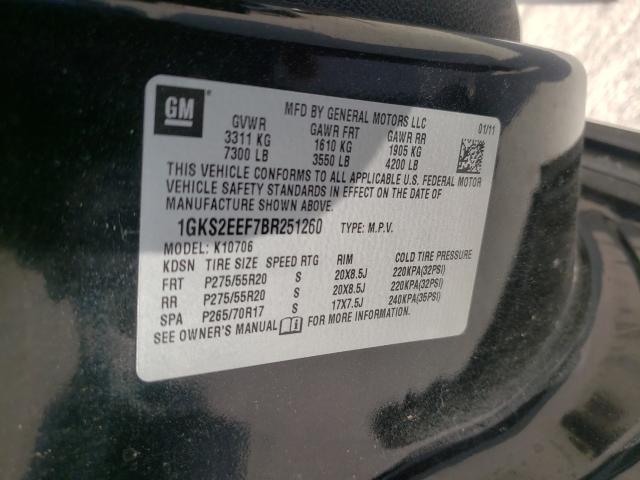 GM
®
MFD BY GENERAL MOTORS LLC
01/11
GVWR GAWR FRT GAWR RR
3311 KG 1610 KG 1905 KG
7300 LB 3550 LB 4200 LB
THIS VEHICLE CONFORMS TO ALL APPLICABLE U.S. FEDERAL MOTOR
VEHICLE SAFETY STANDARDS IN EFFECT ON THE DATE OF
MANUFACTURE SHOWN ABOVE.
1GKS2EEF7BR251260 TYPE: M.P.V.
MODEL: K10706
KDSN TIRE SIZE SPEED RTG RIM COLD TIRE PRESSURE
FRT P275/55R20 S 20X8.5J 220KPA(32PSI)
RR P275/55R20 S 20X8.5J 220KPA(32PSI)
SPA P265/70R17 S 17X7.5J 240KPA(35PSI)
SEE OWNER'S MANUAL FOR MORE INFORMATION.